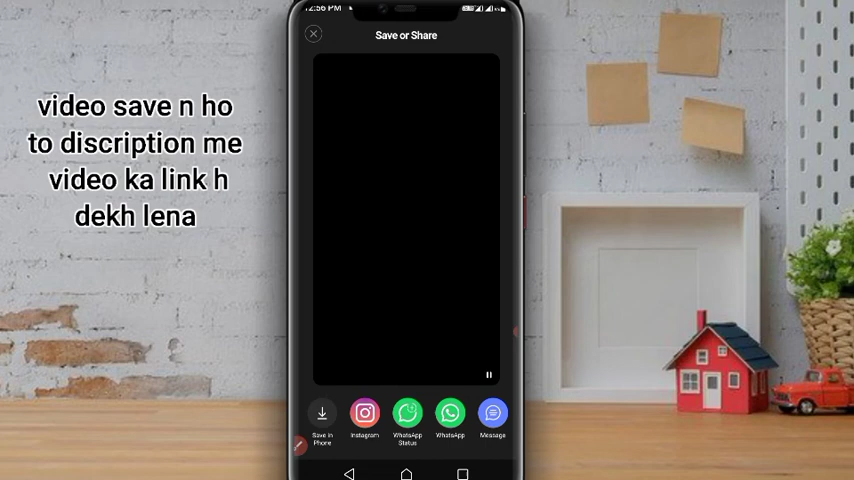 video save n ho
to discription me
video ka link h
dekh lena
Save or Share
Save in
Phone
Instagram
WhatsApp
Status
WhatsApp
Message